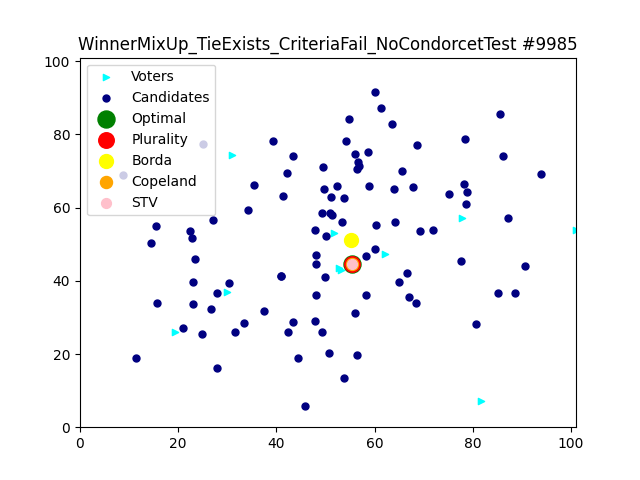 WinnerMixUp_TieExists_CriteriaFail_NoCondorcetTest #9985
Voters
Candidates
Optimal
Plurality
Borda
Copeland
STV
100
80
60
40
20
0
0 20 40 60 80 100